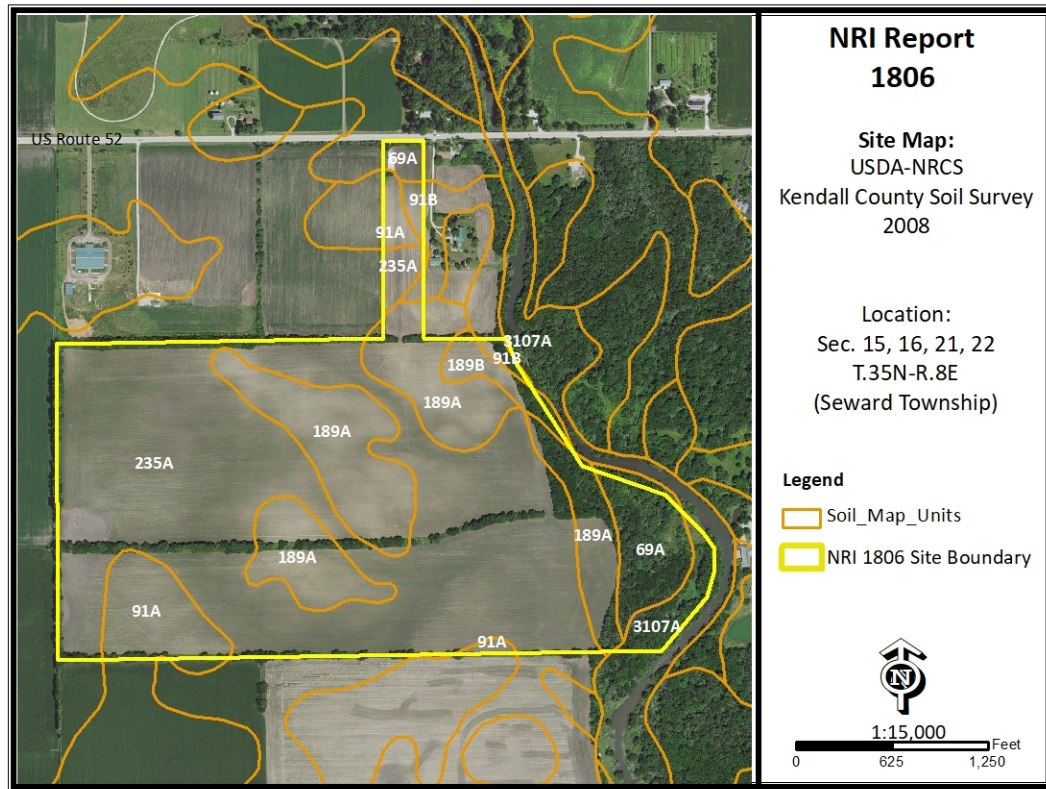 US Route 52
69A
91B
91A
235A
3107A
91B
189B
189A
189A
235A
189A
189A
69A
91A
3107A
91A
NRI Report
1806
Site Map:
USDA-NRCS
Kendall County Soil Survey
2008
Location:
Sec. 15, 16, 21, 22
T.35N-R.8E
(Seward Township)
Legend
Soil_Map_Units
NRI 1806 Site Boundary
N
1:15,000
Feet
0 625 1,250